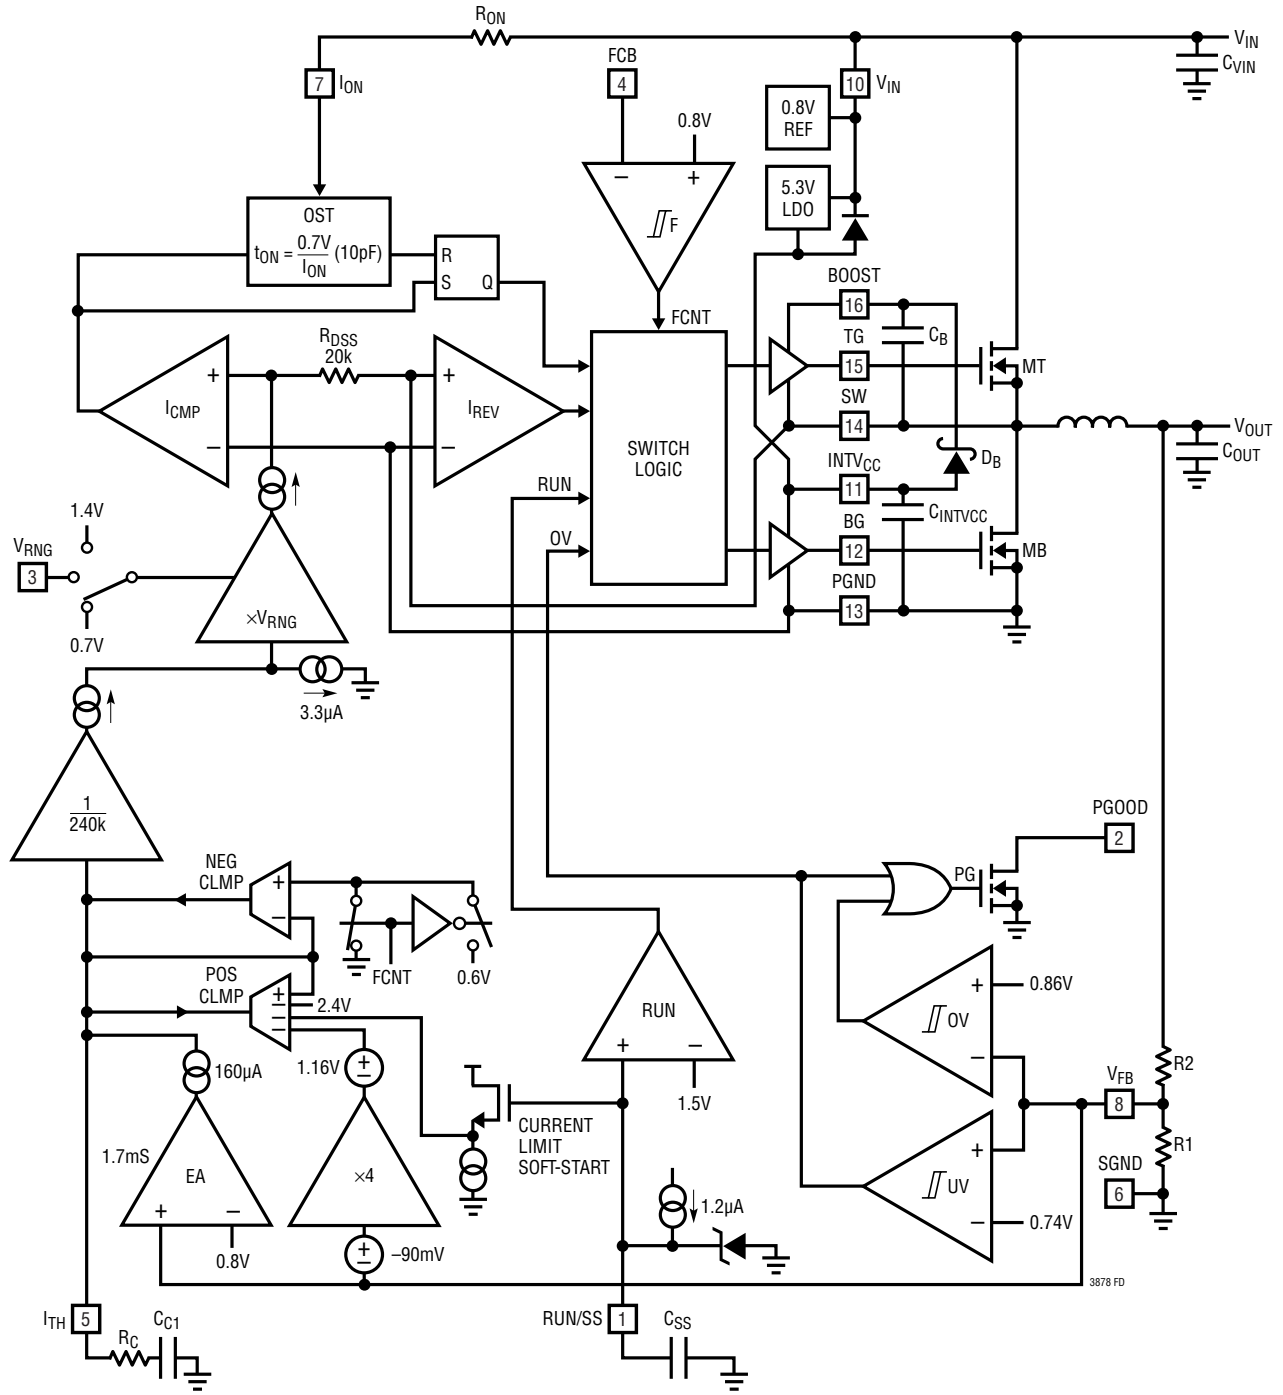 RON
VIN
CVIN
7 ION
FCB
4
0.8V
10 VIN
0.8V
REF
5.3V
LDO
OST
tON = 0.7V / ION (10pF)
R
S Q
− +
F
FCNT
BOOST
16
CB
TG
15
MT
SW
14
VOUT
COUT
DB
INTVCC
11
CINTVCC
BG
12
MB
PGND
13
RDSS
20k
+ −
ICMP
+ −
IREV
SWITCH
LOGIC
RUN
OV
1.4V
VRNG
3
0.7V
×VRNG
3.3µA
1
240k
NEG
CLMP
+
−
FCNT
0.6V
POS
CLMP
+
−
−
−
2.4V
1.16V
+
−
160µA
1.7mS
EA
+ −
0.8V
×4
+
−
–90mV
CURRENT
LIMIT
SOFT-START
RUN
+ −
1.5V
1.2µA
PGOOD
2
PG
+
0.86V
OV
−
+
UV
−
0.74V
VFB
8
R2
R1
SGND
6
3878 FD
ITH 5
RC
CC1
RUN/SS 1
CSS